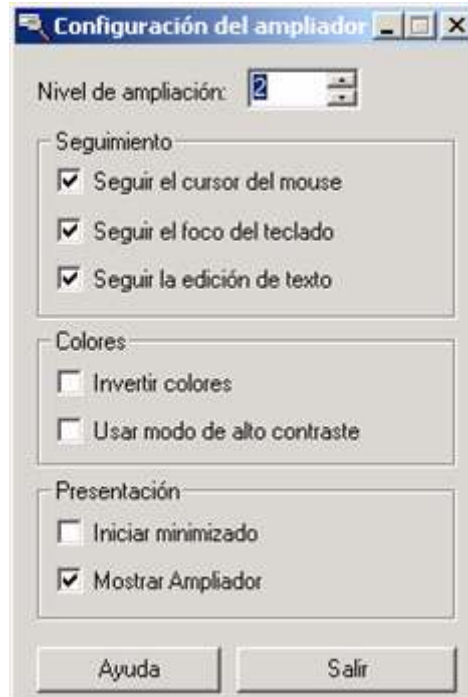 Configuración del ampliador
Nivel de ampliación: 2
Seguimiento
Seguir el cursor del mouse
Seguir el foco del teclado
Seguir la edición de texto
Colores
Invertir colores
Usar modo de alto contraste
Presentación
Iniciar minimizado
Mostrar Ampliador
Ayuda Salir